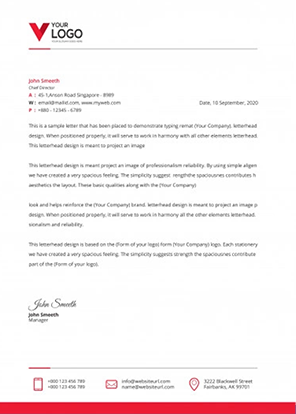 YOUR
LOGO
John Smeeth
Chief Director
A : 45-1,Anson Road Singapore - 8989
W : email@mailid.com, www.myweb.com
P : +880 - 12345 - 6789
Date, 10 September, 2020
This is a sample letter that has been placed to demonstrate typing remat (Your Company). letterhead
design. When positioned properly, it will serve to work in harmony with all other elements letterhead.
This letterhead design is meant to project an imaga
This letterhead design is meant project an image of professionalism reliability. By using simple aligem
we have created a very spacious feeling. The simplicity suggest. rengththe spaciousnes contributes h
aesthetics the layout. These basic qualities along with the (Your Company)
look and helps reinforce the (Your Company) brand. letterhead design is meant to project an image p
design. When positioned properly, it will serve to work in harmony all the other elements letterhead.
sionalism and reliability.
This letterhead design is based on the (Form of your logo) form (Your Company) logo. Each stationery
we have created a very spacious feeling. The simplicity suggests strength the spaciousness contribute
part of the (Form of your logo).
John Smeeth
John Smeeth
Manager
+000 123 456 789
+000 123 456 789
info@websiteurl.com
name@websiteurl.com
3222 Blackwell Street
Fairbanks, AK 99701